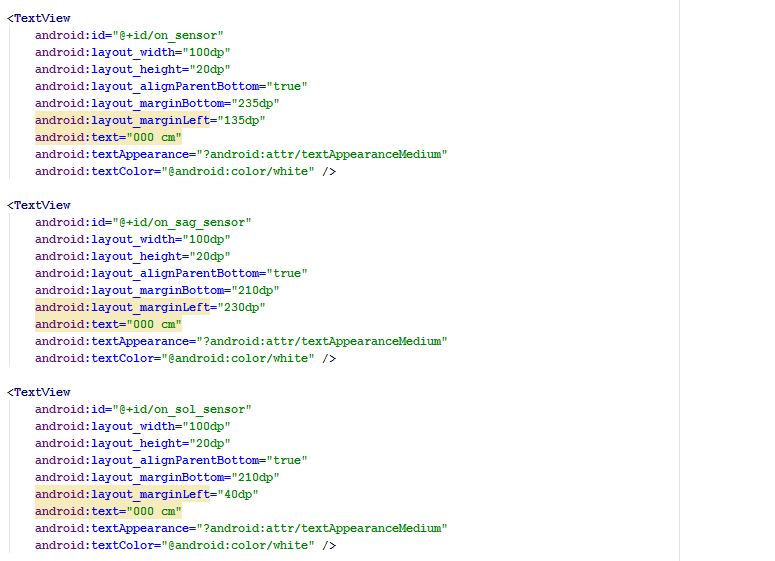 <TextView
android:id="@+id/on_sensor"
android:layout_width="100dp"
android:layout_height="20dp"
android:layout_alignParentBottom="true"
android:layout_marginBottom="235dp"
android:layout_marginLeft="135dp"
android:text="000 cm"
android:textAppearance="?android:attr/textAppearanceMedium"
android:textColor="@android:color/white" />
<TextView
android:id="@+id/on_sag_sensor"
android:layout_width="100dp"
android:layout_height="20dp"
android:layout_alignParentBottom="true"
android:layout_marginBottom="210dp"
android:layout_marginLeft="230dp"
android:text="000 cm"
android:textAppearance="?android:attr/textAppearanceMedium"
android:textColor="@android:color/white" />
<TextView
android:id="@+id/on_sol_sensor"
android:layout_width="100dp"
android:layout_height="20dp"
android:layout_alignParentBottom="true"
android:layout_marginBottom="210dp"
android:layout_marginLeft="40dp"
android:text="000 cm"
android:textAppearance="?android:attr/textAppearanceMedium"
android:textColor="@android:color/white" />